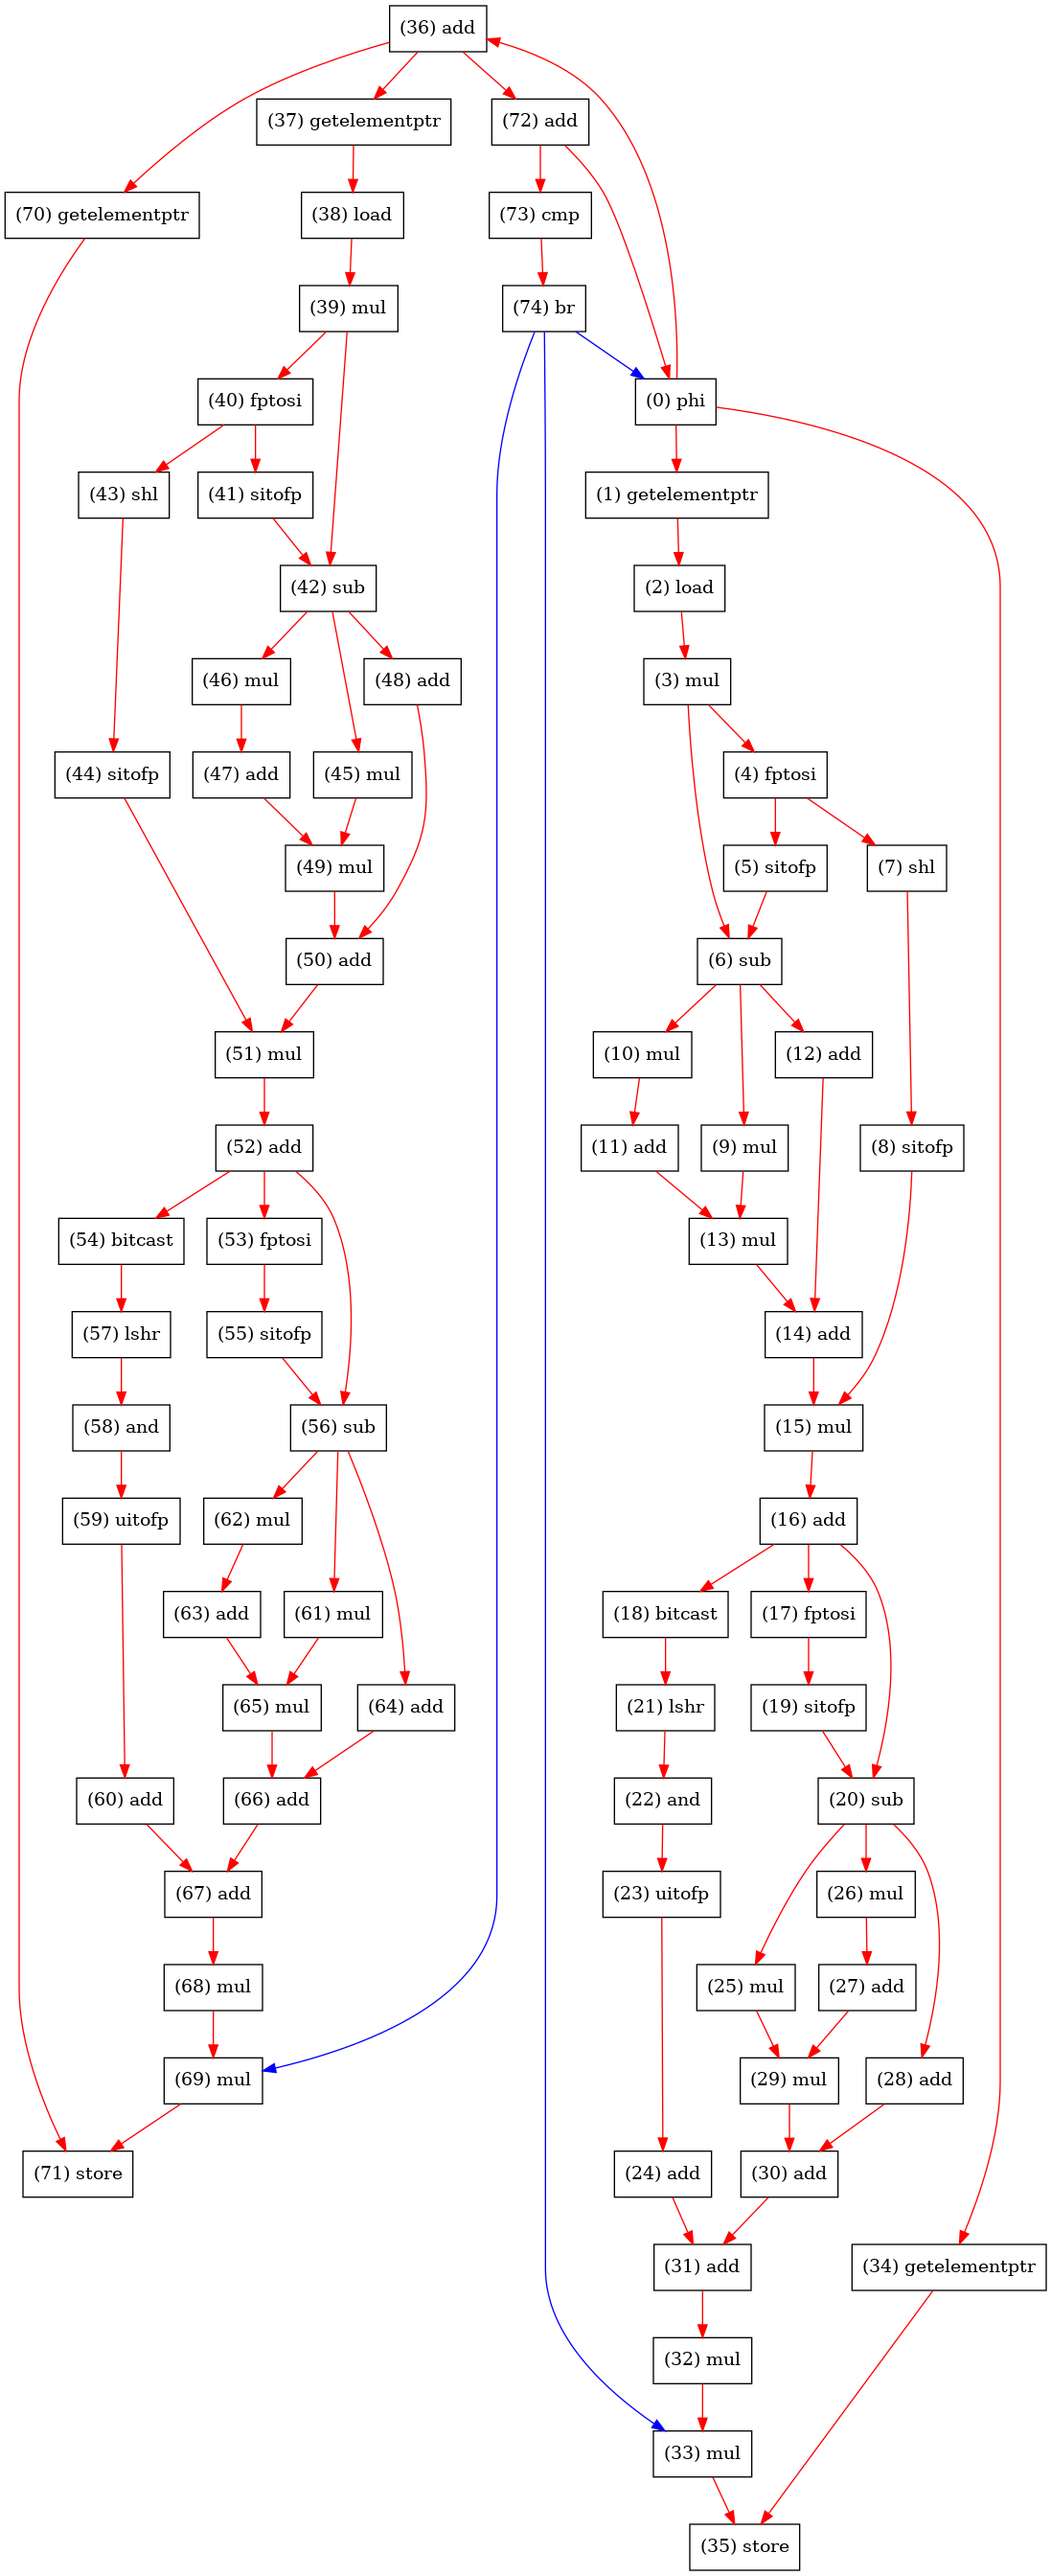 (36) add
(37) getelementptr
(72) add
(70) getelementptr
(38) load
(73) cmp
(39) mul
(74) br
(40) fptosi
(0) phi
(43) shl
(41) sitofp
(1) getelementptr
(42) sub
(2) load
(46) mul
(48) add
(3) mul
(44) sitofp
(47) add
(45) mul
(4) fptosi
(49) mul
(5) sitofp
(7) shl
(50) add
(6) sub
(51) mul
(10) mul
(12) add
(52) add
(11) add
(9) mul
(8) sitofp
(54) bitcast
(53) fptosi
(13) mul
(57) lshr
(55) sitofp
(14) add
(58) and
(56) sub
(15) mul
(59) uitofp
(62) mul
(16) add
(63) add
(61) mul
(18) bitcast
(17) fptosi
(65) mul
(64) add
(21) lshr
(19) sitofp
(60) add
(66) add
(22) and
(20) sub
(67) add
(23) uitofp
(26) mul
(68) mul
(25) mul
(27) add
(69) mul
(29) mul
(28) add
(71) store
(24) add
(30) add
(31) add
(34) getelementptr
(32) mul
(33) mul
(35) store